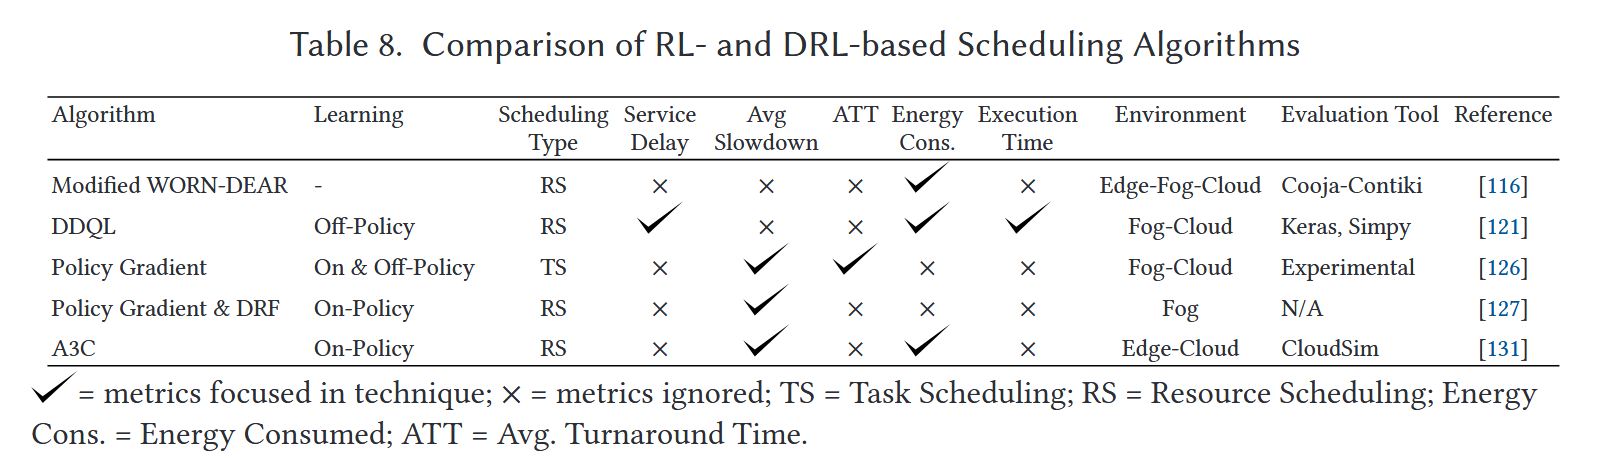 Table 8. Comparison of RL- and DRL-based Scheduling Algorithms
Algorithm Learning Scheduling Type Service Delay Avg Slowdown ATT Energy Cons. Execution Time Environment Evaluation Tool Reference
Modified WORN-DEAR - RS × × × ✓ × Edge-Fog-Cloud Cooja-Contiki [116]
DDQL Off-Policy RS ✓ × × ✓ ✓ Fog-Cloud Keras, Simpy [121]
Policy Gradient On & Off-Policy TS × ✓ ✓ × × Fog-Cloud Experimental [126]
Policy Gradient & DRF On-Policy RS × ✓ × × × Fog N/A [127]
A3C On-Policy RS × ✓ × ✓ × Edge-Cloud CloudSim [131]
✓ = metrics focused in technique; × = metrics ignored; TS = Task Scheduling; RS = Resource Scheduling; Energy
Cons. = Energy Consumed; ATT = Avg. Turnaround Time.